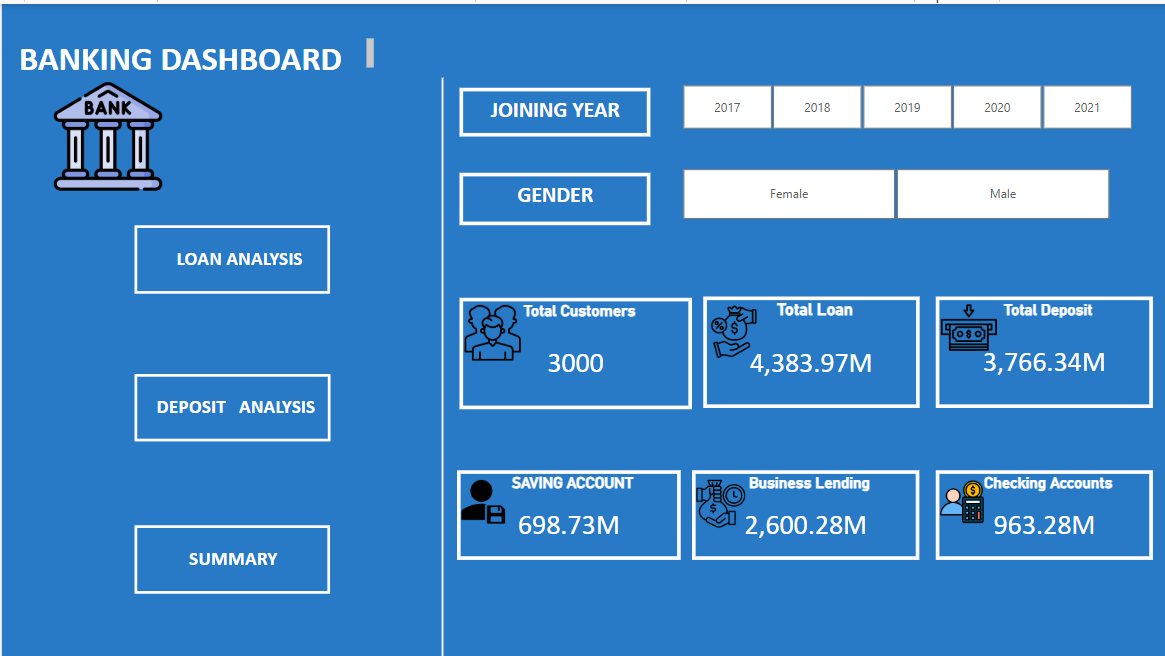 BANKING DASHBOARD
BANK
JOINING YEAR
2017
2018
2019
2020
2021
GENDER
Female
Male
LOAN ANALYSIS
DEPOSIT ANALYSIS
SUMMARY
Total Customers
3000
Total Loan
4,383.97M
Total Deposit
3,766.34M
SAVING ACCOUNT
698.73M
Business Lending
2,600.28M
Checking Accounts
963.28M